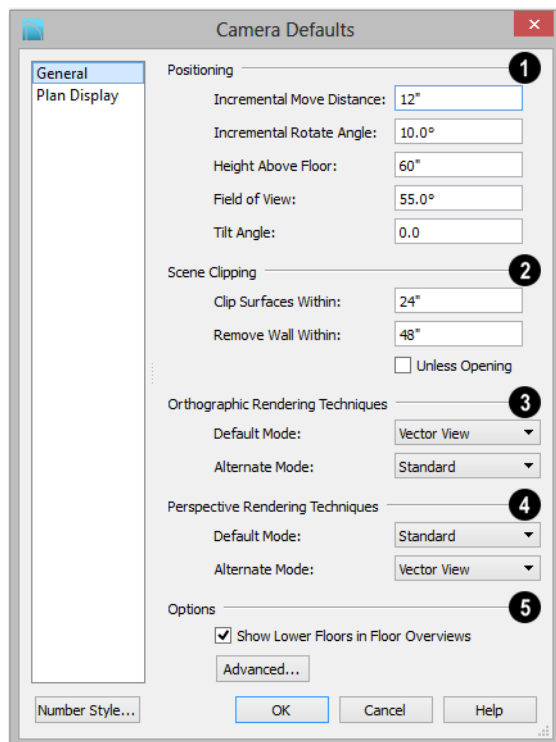 Camera Defaults
General
Plan Display
Positioning 1
Incremental Move Distance: 12"
Incremental Rotate Angle: 10.0°
Height Above Floor: 60"
Field of View: 55.0°
Tilt Angle: 0.0
Scene Clipping 2
Clip Surfaces Within: 24"
Remove Wall Within: 48"
Unless Opening
Orthographic Rendering Techniques 3
Default Mode: Vector View
Alternate Mode: Standard
Perspective Rendering Techniques 4
Default Mode: Standard
Alternate Mode: Vector View
Options 5
Show Lower Floors in Floor Overviews
Advanced...
Number Style... OK Cancel Help